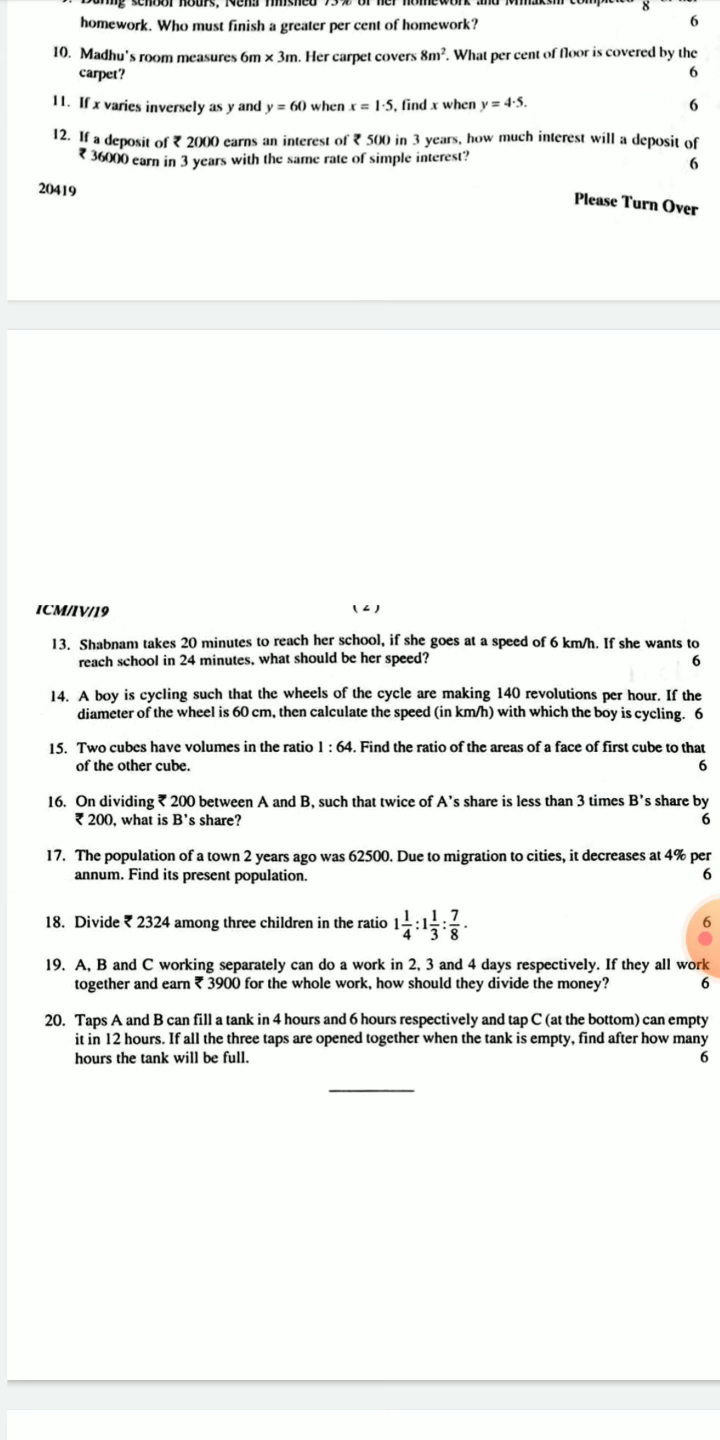 homework. Who must finish a greater per cent of homework? 6
10. Madhu's room measures 6m × 3m. Her carpet covers 8m². What per cent of floor is covered by the
carpet? 6
11. If x varies inversely as y and y = 60 when x = 1·5, find x when y = 4·5. 6
12. If a deposit of ₹ 2000 earns an interest of ₹ 500 in 3 years, how much interest will a deposit of
₹ 36000 earn in 3 years with the same rate of simple interest? 6
20419
Please Turn Over
ICM/IV/19 ( 2 )
13. Shabnam takes 20 minutes to reach her school, if she goes at a speed of 6 km/h. If she wants to
reach school in 24 minutes, what should be her speed? 6
14. A boy is cycling such that the wheels of the cycle are making 140 revolutions per hour. If the
diameter of the wheel is 60 cm, then calculate the speed (in km/h) with which the boy is cycling. 6
15. Two cubes have volumes in the ratio 1 : 64. Find the ratio of the areas of a face of first cube to that
of the other cube. 6
16. On dividing ₹ 200 between A and B, such that twice of A's share is less than 3 times B's share by
₹ 200, what is B's share? 6
17. The population of a town 2 years ago was 62500. Due to migration to cities, it decreases at 4% per
annum. Find its present population. 6
18. Divide ₹ 2324 among three children in the ratio 1 1/4 : 1 1/3 : 7/8 . 6
19. A, B and C working separately can do a work in 2, 3 and 4 days respectively. If they all work
together and earn ₹ 3900 for the whole work, how should they divide the money? 6
20. Taps A and B can fill a tank in 4 hours and 6 hours respectively and tap C (at the bottom) can empty
it in 12 hours. If all the three taps are opened together when the tank is empty, find after how many
hours the tank will be full. 6